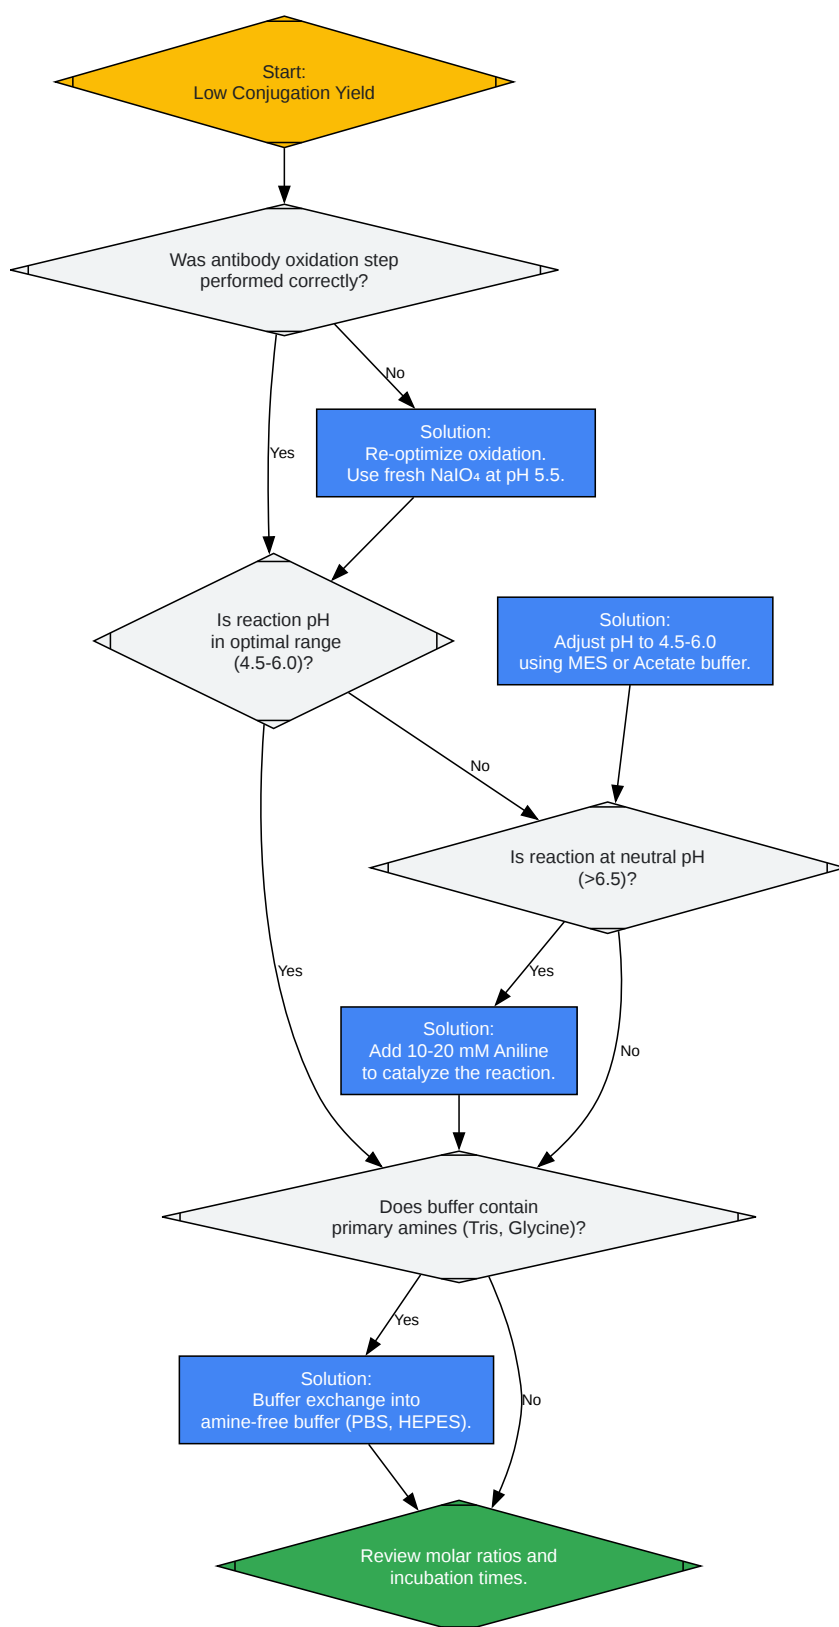 Start:
Low Conjugation Yield
Was antibody oxidation step
performed correctly?
No
Solution:
Re-optimize oxidation.
Use fresh NaIO₄ at pH 5.5.
Yes
Is reaction pH
in optimal range
(4.5-6.0)?
Solution:
Adjust pH to 4.5-6.0
using MES or Acetate buffer.
No
Is reaction at neutral pH
(>6.5)?
Yes
Yes
Solution:
Add 10-20 mM Aniline
to catalyze the reaction.
No
Does buffer contain
primary amines (Tris, Glycine)?
Yes
Solution:
Buffer exchange into
amine-free buffer (PBS, HEPES).
No
Review molar ratios and
incubation times.